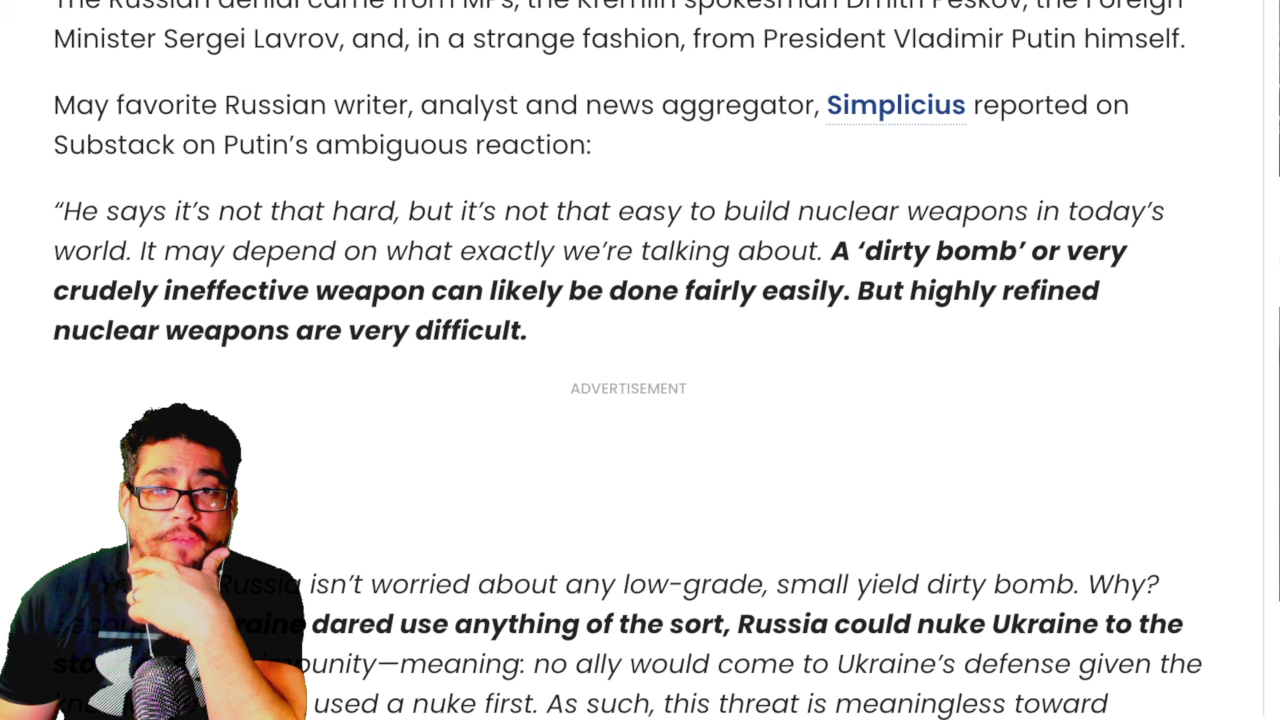 The Russian denial came from MPs, the Kremlin spokesman Dmith Peskov, the Foreign
Minister Sergei Lavrov, and, in a strange fashion, from President Vladimir Putin himself.
May favorite Russian writer, analyst and news aggregator, Simplicius reported on
Substack on Putin’s ambiguous reaction:
“He says it’s not that hard, but it’s not that easy to build nuclear weapons in today’s
world. It may depend on what exactly we’re talking about. A ‘dirty bomb’ or very
crudely ineffective weapon can likely be done fairly easily. But highly refined
nuclear weapons are very difficult.
ADVERTISEMENT
Russia isn’t worried about any low-grade, small yield dirty bomb. Why?
dared use anything of the sort, Russia could nuke Ukraine to the
meaning: no ally would come to Ukraine’s defense given the
used a nuke first. As such, this threat is meaningless toward